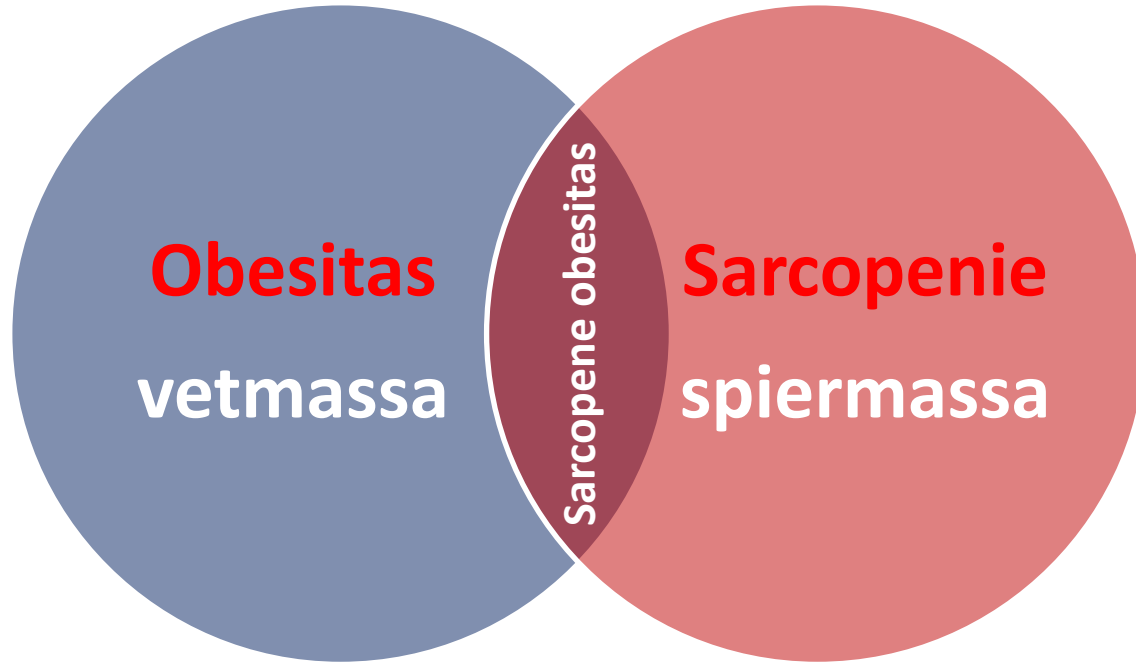 Obesitas
vetmassa
Sarcopene obesitas
Sarcopenie
spiermassa